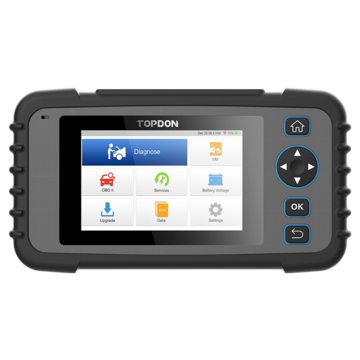 TOPDON
Diagnose
I/M
OBD II
Services
Battery Voltage
Upgrade
Data
Settings
OK